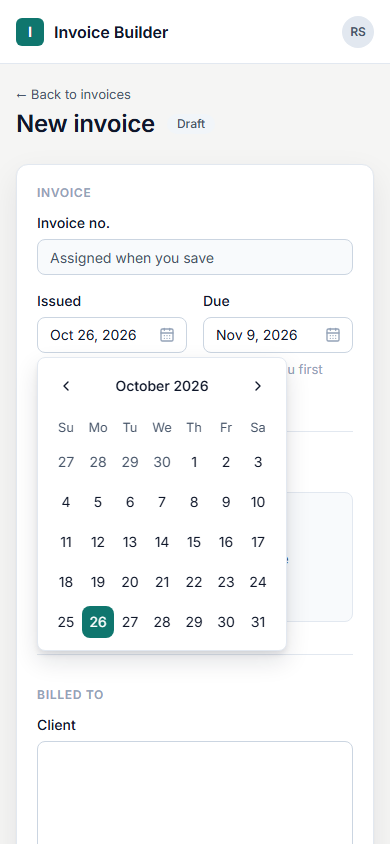 I Invoice Builder RS
← Back to invoices
New invoice Draft
INVOICE
Invoice no.
Assigned when you save
Issued Due
Oct 26, 2026 Nov 9, 2026
first
October 2026
Su Mo Tu We Th Fr Sa
27 28 29 30 1 2 3
4 5 6 7 8 9 10
11 12 13 14 15 16 17
18 19 20 21 22 23 24
25 26 27 28 29 30 31
BILLED TO
Client